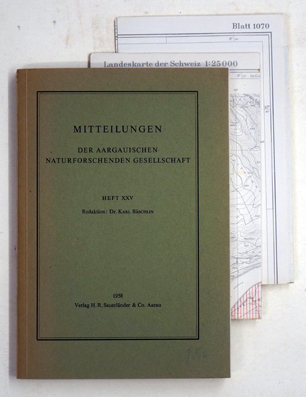 Blatt 1070
Landeskarte der Schweiz 1:25000
MITTEILUNGEN
DER AARGAUISCHEN
NATURFORSCHENDEN GESELLSCHAFT
HEFT XXV
Redaktion: Dr. Karl
1958
Verlag H. R. Sauerländer & Co. Aarau